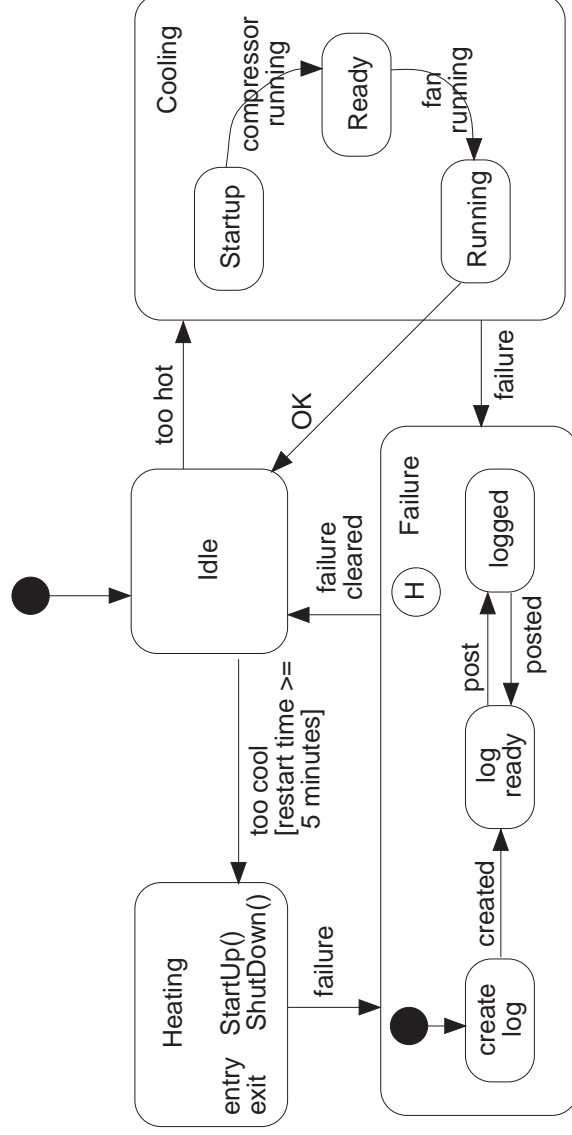 Heating
entry StartUp()
exit ShutDown()
too cool
[restart time >=
5 minutes]
Idle
too hot
Cooling
Startup
compressor
running
Ready
fan
running
Running
OK
failure
failure
cleared
failure
Failure
H
create
log
created
log
ready
post
posted
logged